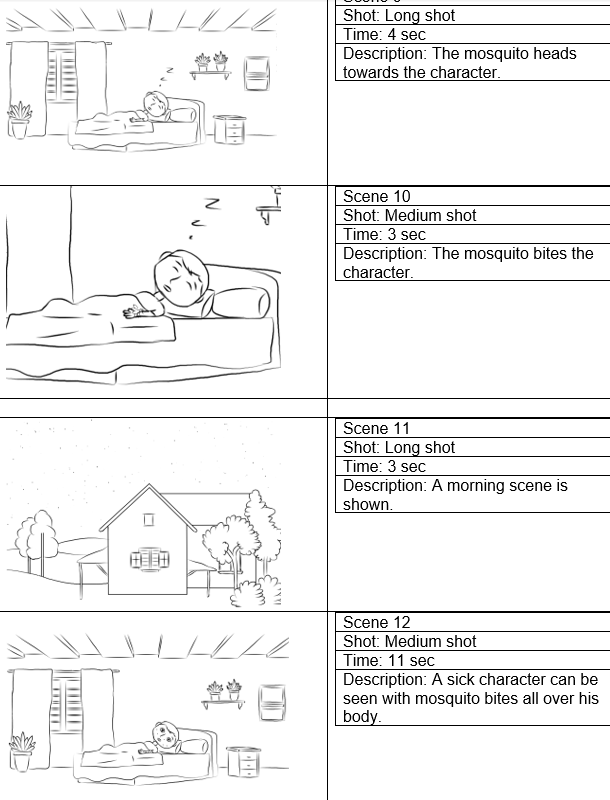 Shot: Long shot
Time: 4 sec
Description: The mosquito heads
towards the character.
z
z
Scene 10
Shot: Medium shot
Time: 3 sec
Description: The mosquito bites the
character.
z
z
Scene 11
Shot: Long shot
Time: 3 sec
Description: A morning scene is
shown.
Scene 12
Shot: Medium shot
Time: 11 sec
Description: A sick character can be
seen with mosquito bites all over his
body.